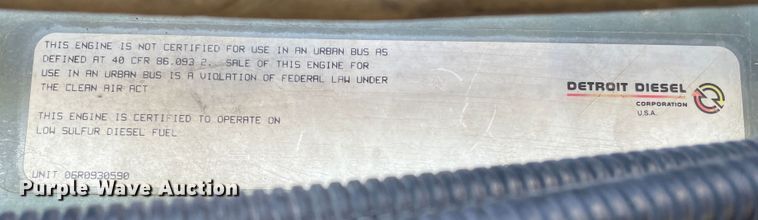 THIS ENGINE IS NOT CERTIFIED FOR USE IN AN URBAN BUS AS
DEFINED AT 40 CFR 86.093 2. SALE OF THIS ENGINE FOR
USE IN AN URBAN BUS IS A VIOLATION OF FEDERAL LAW UNDER
THE CLEAN AIR ACT
THIS ENGINE IS CERTIFIED TO OPERATE ON
LOW SULFUR DIESEL FUEL
UNIT 06R0930590
DETROIT DIESEL
CORPORATION
U.S.A.
Purple Wave Auction